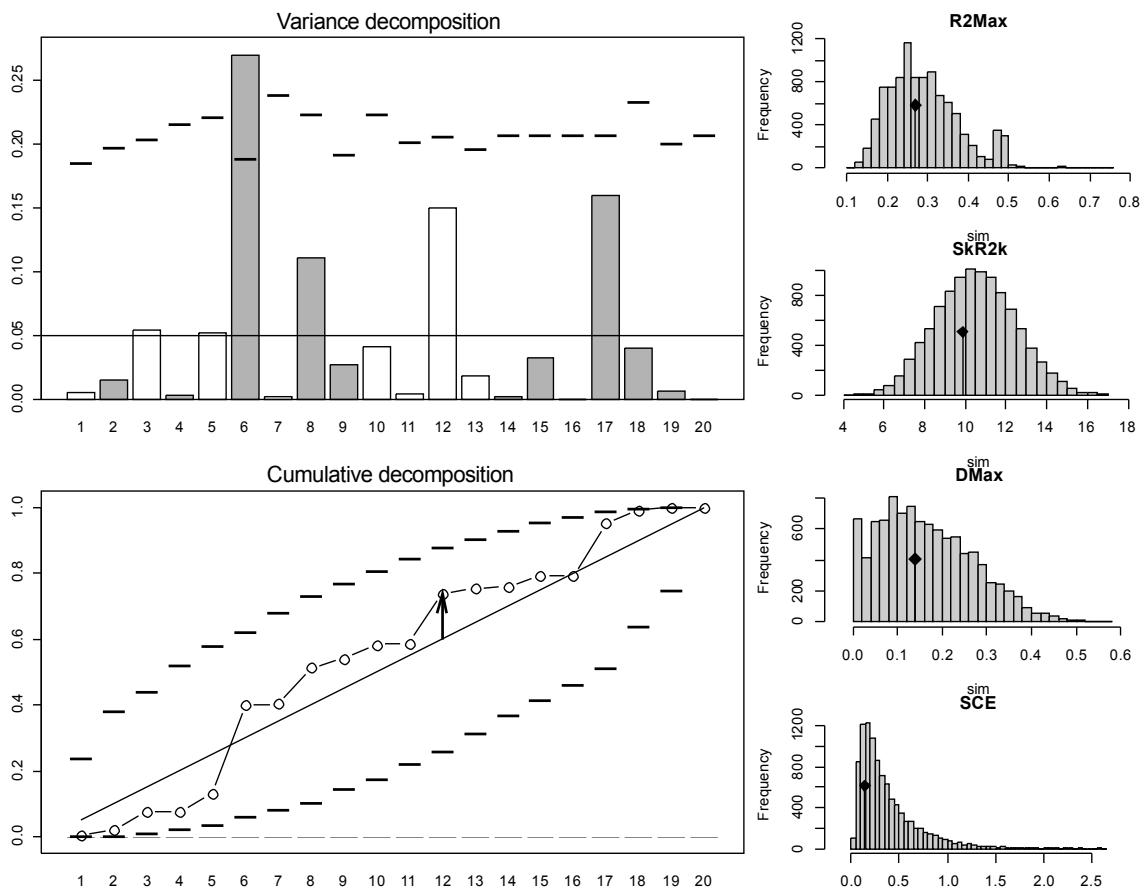 Variance decomposition
0.25
0.20
0.15
0.10
0.05
0.00
1 2 3 4 5 6 7 8 9 10 11 12 13 14 15 16 17 18 19 20
Cumulative decomposition
1.0
0.8
0.6
0.4
0.2
0.0
1 2 3 4 5 6 7 8 9 10 11 12 13 14 15 16 17 18 19 20
R2Max
Frequency
1200
800
400
0
0.1 0.2 0.3 0.4 0.5 0.6 0.7 0.8
sim
SkR2k
Frequency
800
400
0
4 6 8 10 12 14 16 18
sim
DMax
Frequency
600
400
200
0
0.0 0.1 0.2 0.3 0.4 0.5 0.6
sim
SCE
Frequency
1200
800
400
0
0.0 0.5 1.0 1.5 2.0 2.5